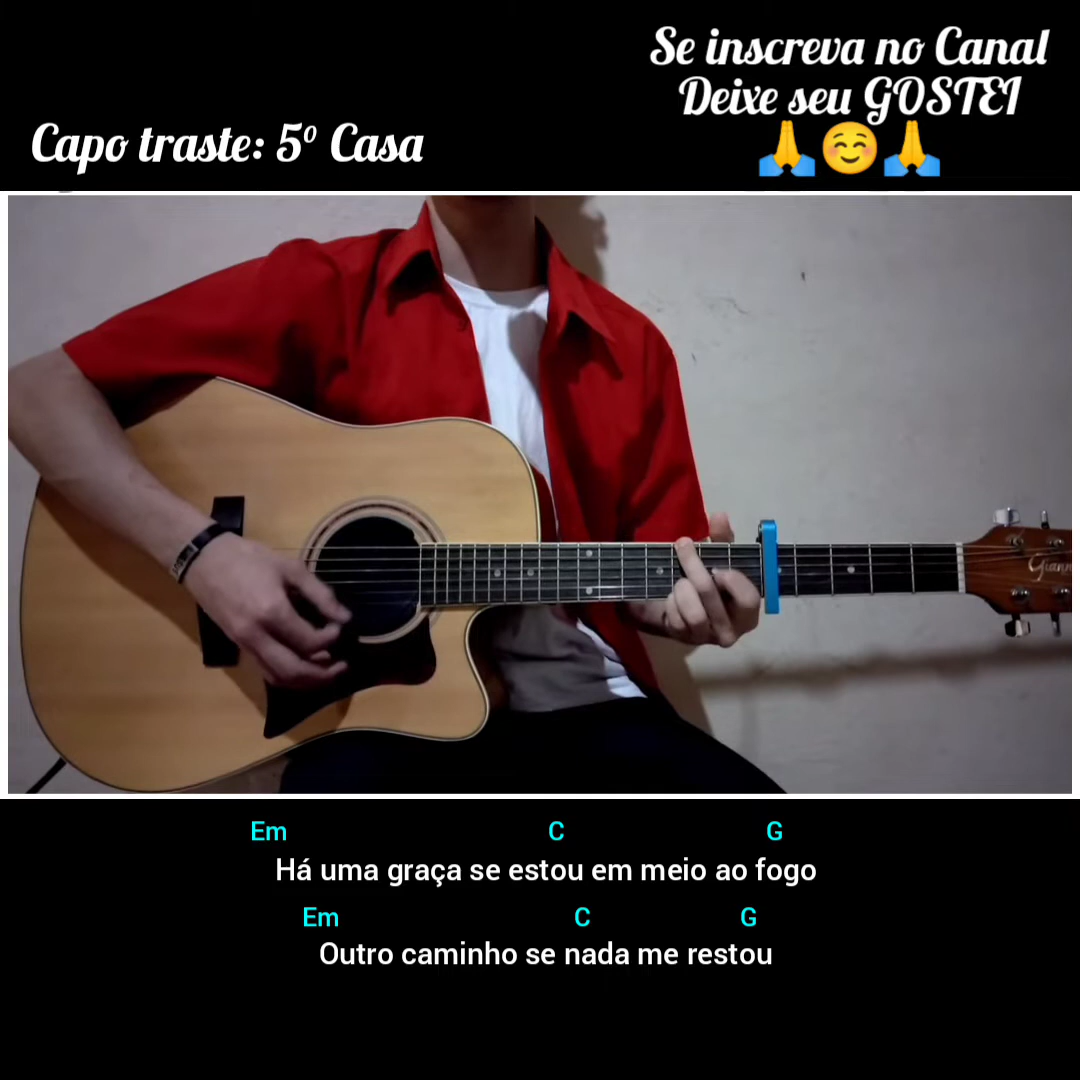 Se inscreva no Canal
Deixe seu GOSTEI
🙏☺️🙏
Capo traste: 5º Casa
Em C G
Há uma graça se estou em meio ao fogo
Em C G
Outro caminho se nada me restou